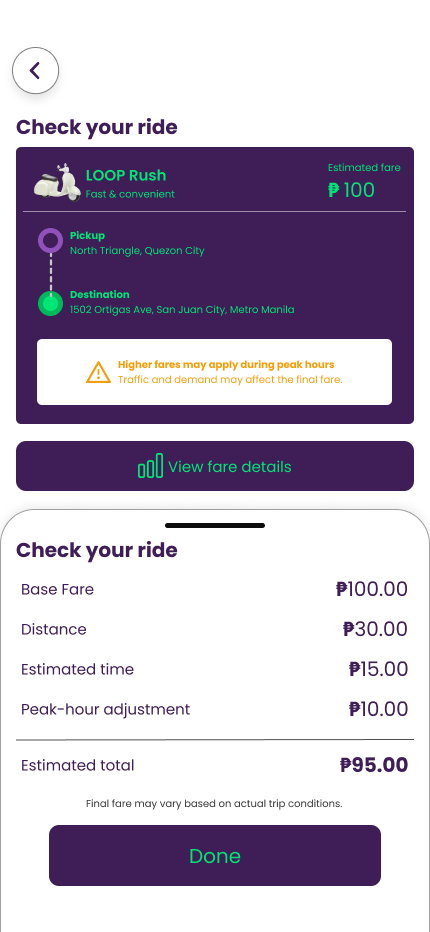 Check your ride
LOOP Rush
Fast & convenient
Estimated fare
₱ 100
Pickup
North Triangle, Quezon City
Destination
1502 Ortigas Ave, San Juan City, Metro Manila
Higher fares may apply during peak hours
Traffic and demand may affect the final fare.
View fare details
Check your ride
Base Fare ₱100.00
Distance ₱30.00
Estimated time ₱15.00
Peak-hour adjustment ₱10.00
Estimated total ₱95.00
Final fare may vary based on actual trip conditions.
Done